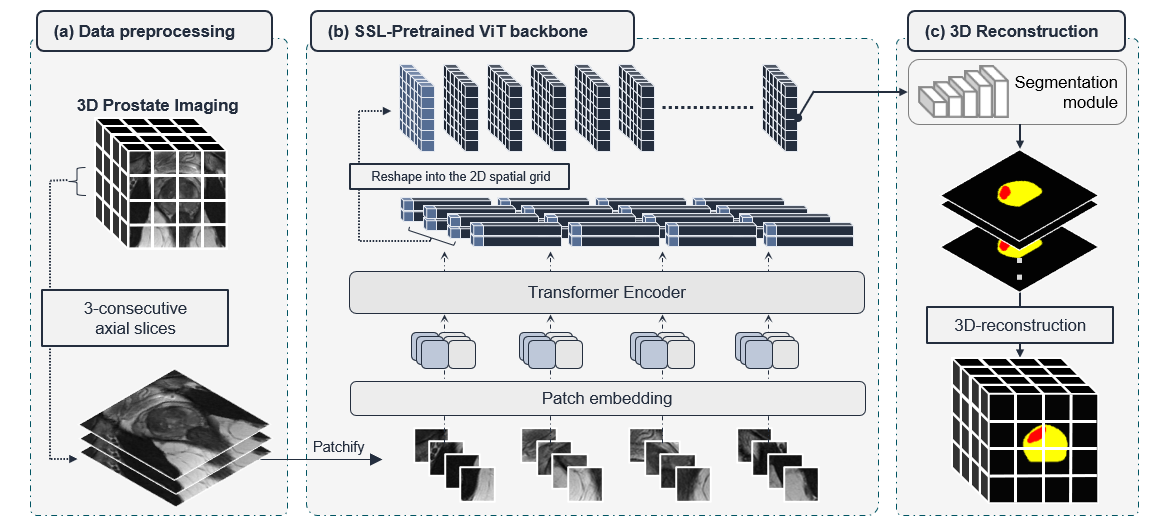 (a) Data preprocessing
3D Prostate Imaging
3-consecutive
axial slices
Patchify
(b) SSL-Pretrained ViT backbone
Reshape into the 2D spatial grid
Transformer Encoder
Patch embedding
(c) 3D Reconstruction
Segmentation
module
3D-reconstruction